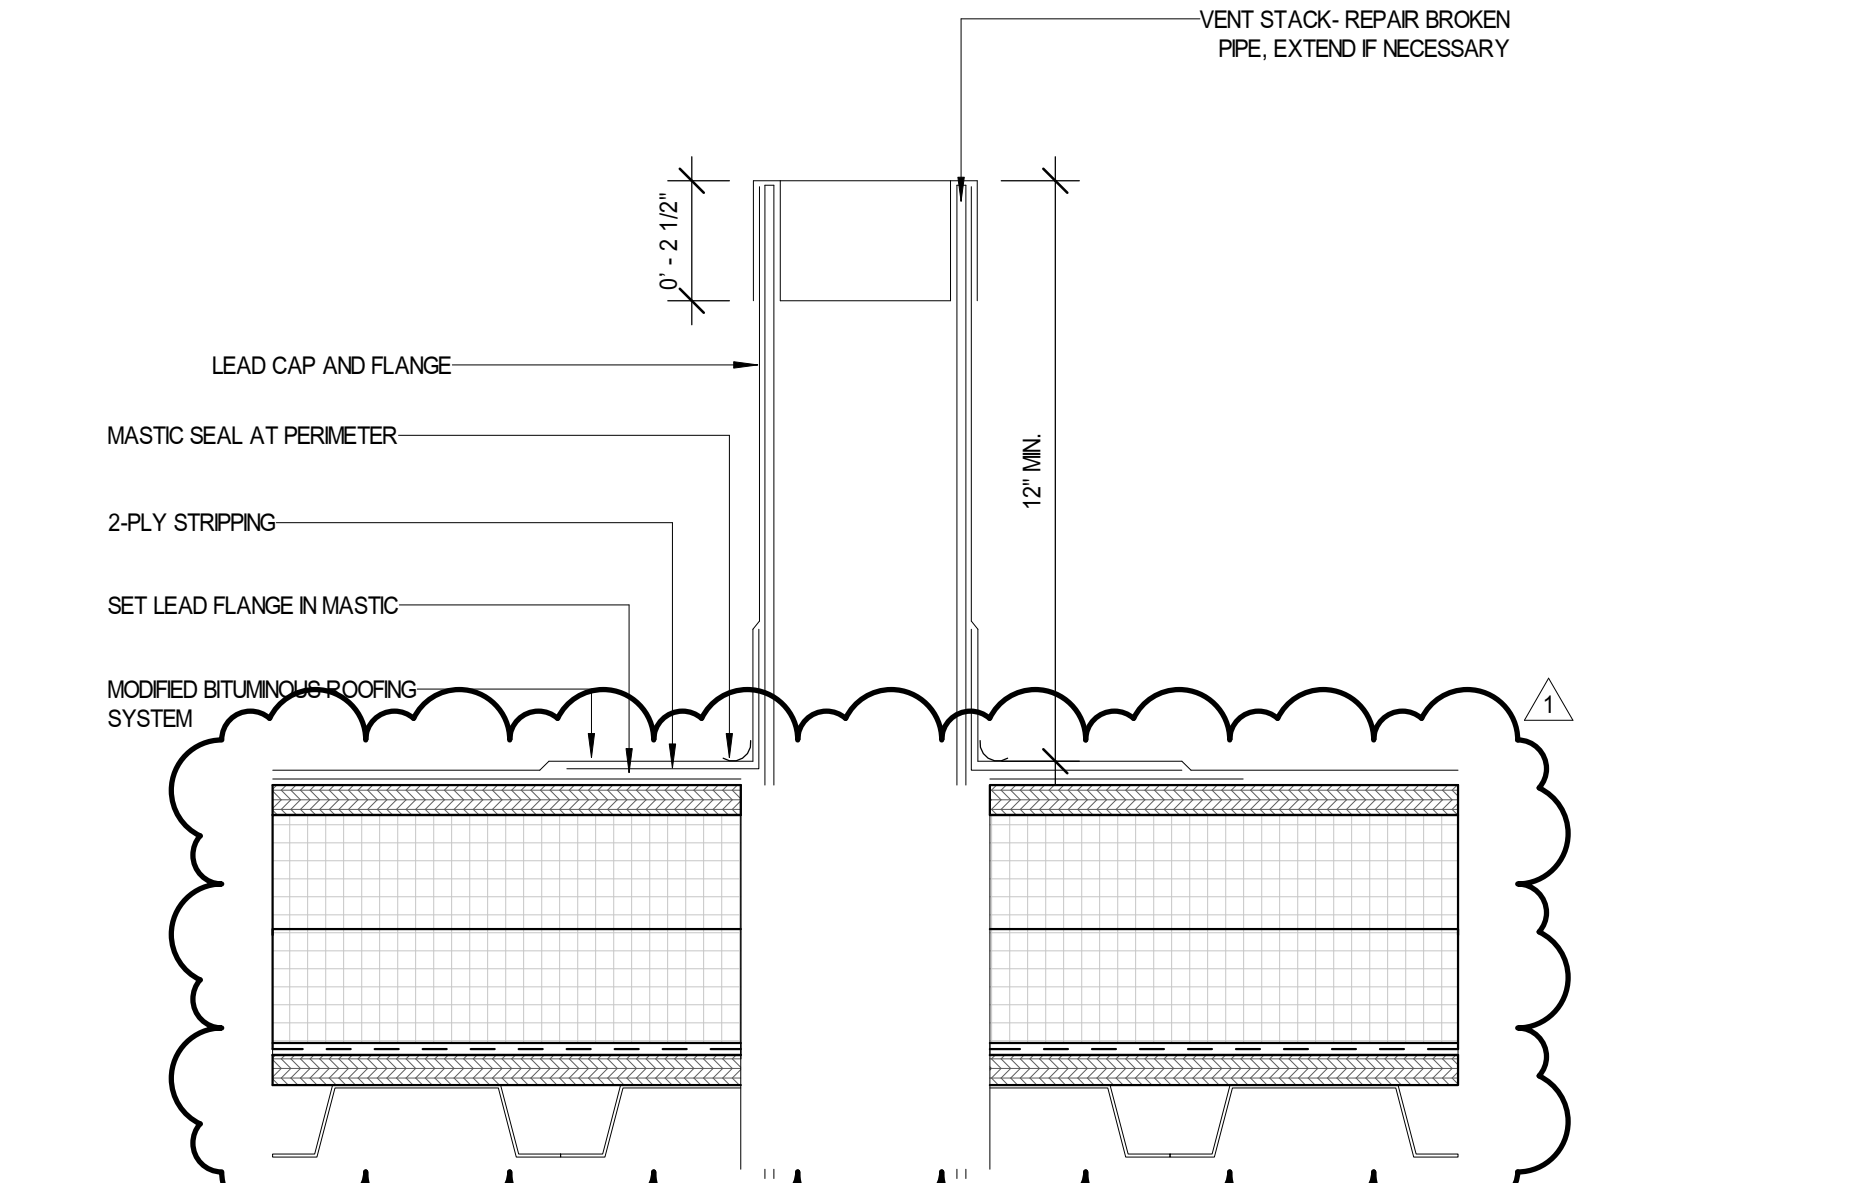 VENT STACK- REPAIR BROKEN
PIPE, EXTEND IF NECESSARY
0' - 2 1/2"
LEAD CAP AND FLANGE
MASTIC SEAL AT PERIMETER
12" MIN.
2-PLY STRIPPING
SET LEAD FLANGE IN MASTIC
MODIFIED BITUMINOUS ROOFING
SYSTEM
1